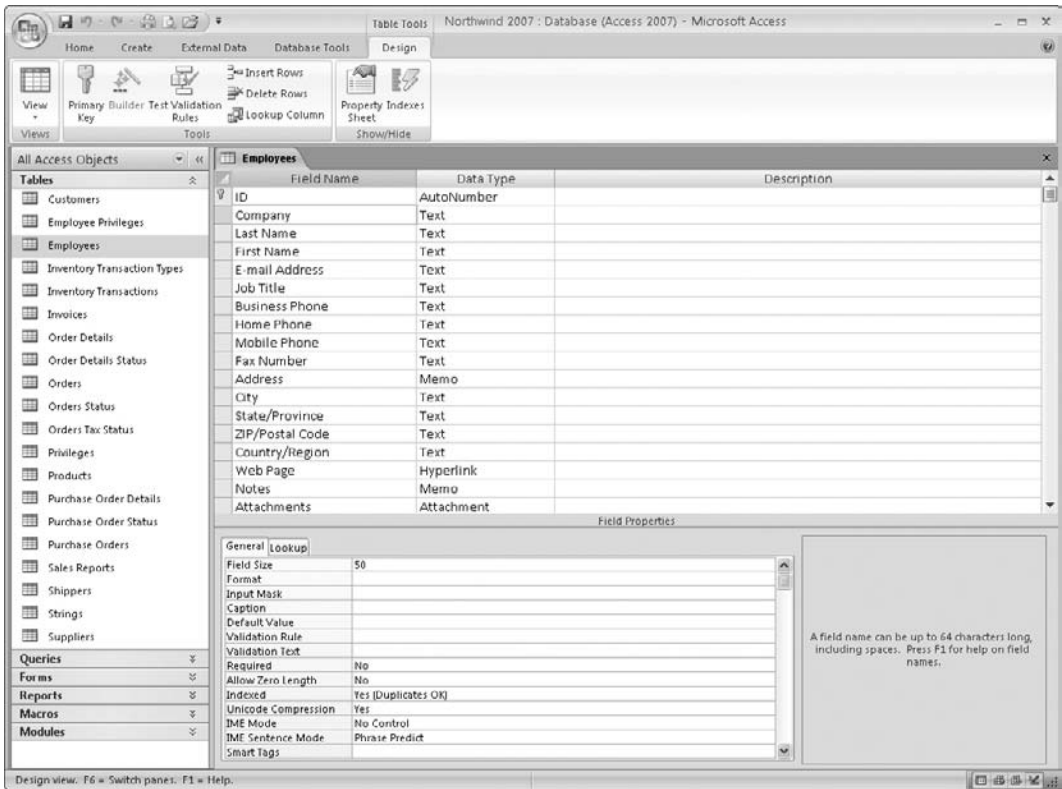 Table Tools
Northwind 2007 : Database (Access 2007) - Microsoft Access
Home
Create
External Data
Database Tools
Design
View
Primary Key
Builder
Test Validation Rules
Insert Rows
Delete Rows
Lookup Column
Property Sheet
Indexes
Views
Tools
Show/Hide
All Access Objects
Tables
Customers
Employee Privileges
Employees
Inventory Transaction Types
Inventory Transactions
Invoices
Order Details
Order Details Status
Orders
Orders Status
Orders Tax Status
Privileges
Products
Purchase Order Details
Purchase Order Status
Purchase Orders
Sales Reports
Shippers
Strings
Suppliers
Queries
Forms
Reports
Macros
Modules
Employees
Field Name Data Type Description
ID AutoNumber
Company Text
Last Name Text
First Name Text
E-mail Address Text
Job Title Text
Business Phone Text
Home Phone Text
Mobile Phone Text
Fax Number Text
Address Memo
City Text
State/Province Text
ZIP/Postal Code Text
Country/Region Text
Web Page Hyperlink
Notes Memo
Attachments Attachment
Field Properties
General Lookup
Field Size 50
Format
Input Mask
Caption
Default Value
Validation Rule
Validation Text
Required No
Allow Zero Length No
Indexed Yes (Duplicates OK)
Unicode Compression Yes
IME Mode No Control
IME Sentence Mode Phrase Predict
Smart Tags
A field name can be up to 64 characters long,
including spaces. Press F1 for help on field
names.
Design view. F6 = Switch panes. F1 = Help.